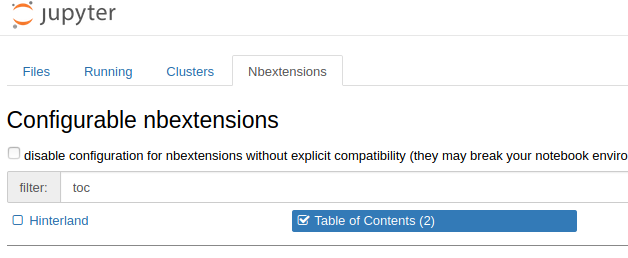 Jupyter
Files Running Clusters Nbextensions
Configurable nbextensions
disable configuration for nbextensions without explicit compatibility (they may break your notebook enviro
filter: toc
Hinterland Table of Contents (2)